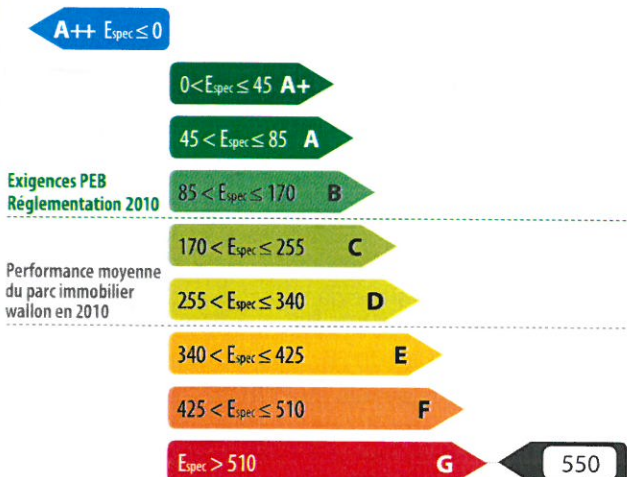 A++ Espec ≤ 0
0 < Espec ≤ 45 A+
45 < Espec ≤ 85 A
Exigences PEB
Réglementation 2010
85 < Espec ≤ 170 B
170 < Espec ≤ 255 C
Performance moyenne
du parc immobilier
wallon en 2010
255 < Espec ≤ 340 D
340 < Espec ≤ 425 E
425 < Espec ≤ 510 F
Espec > 510 G 550